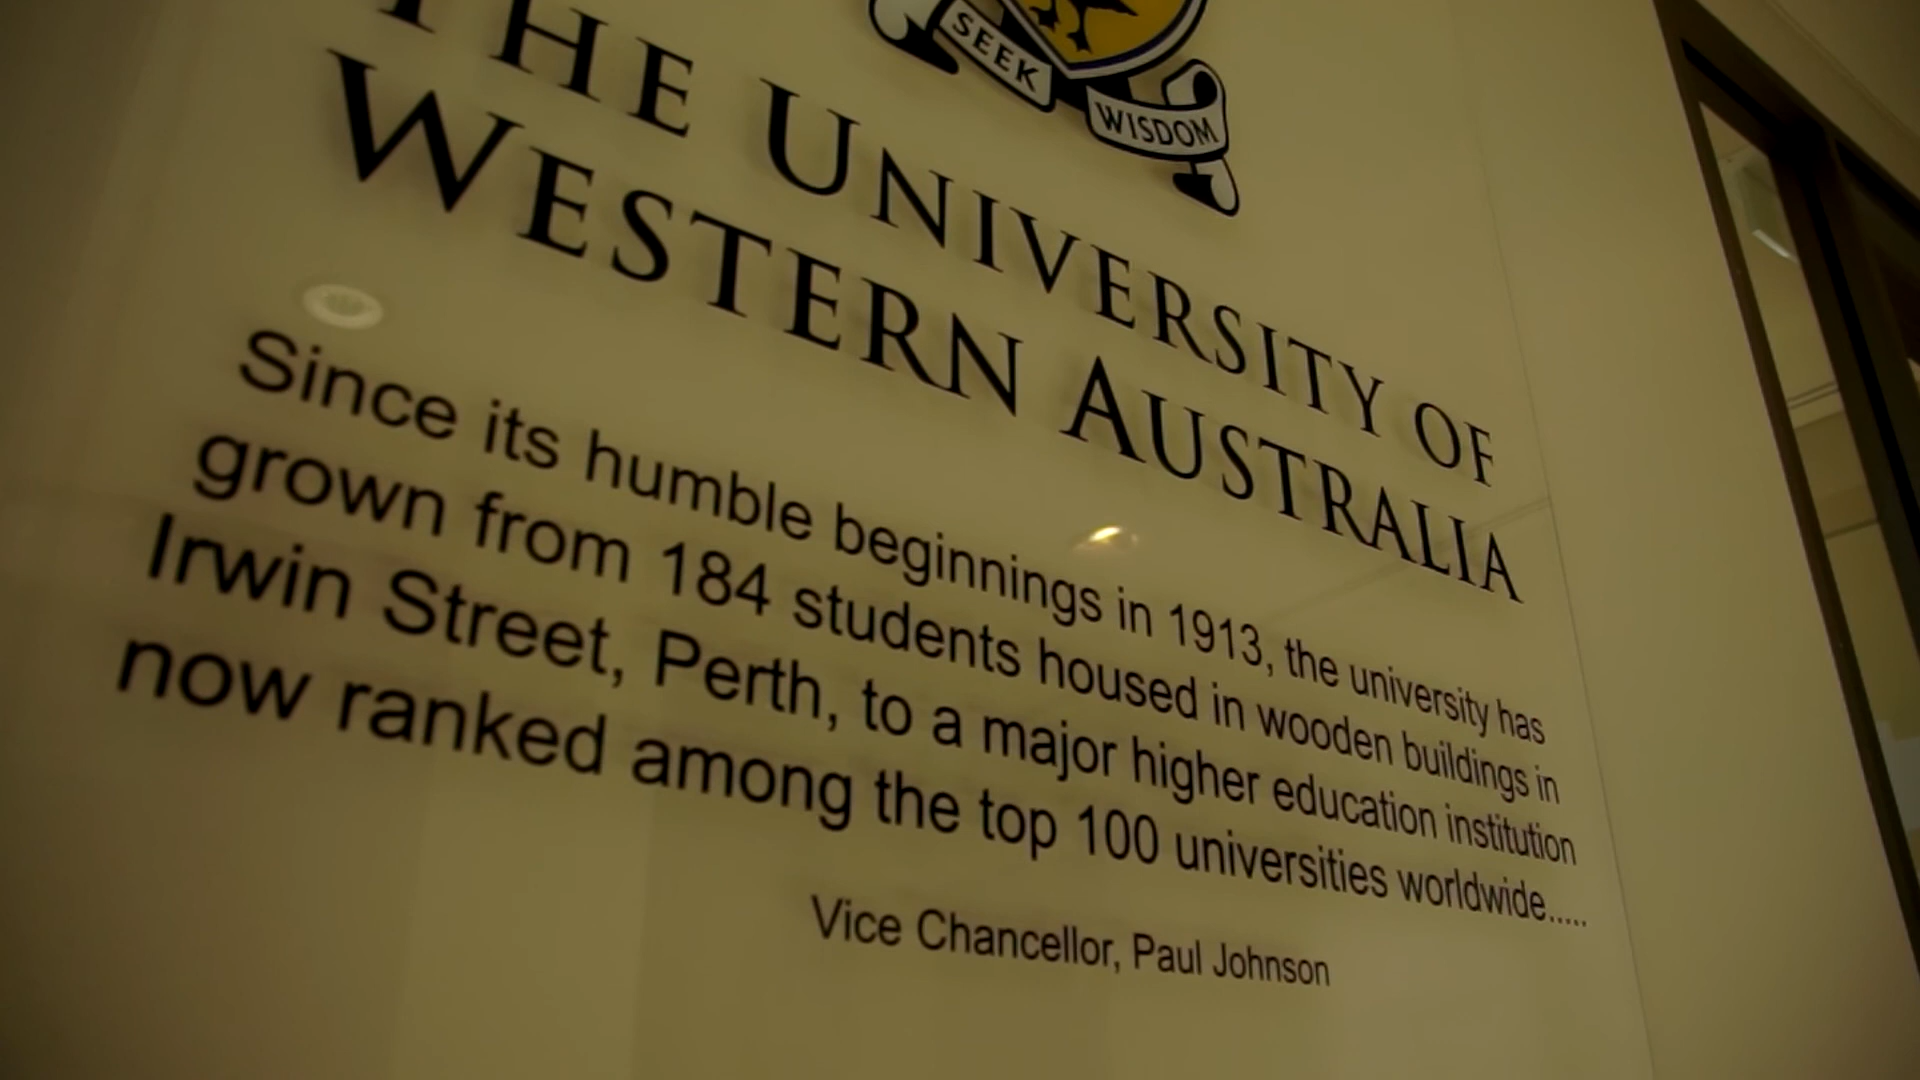 SEEK
WISDOM
THE UNIVERSITY OF
WESTERN AUSTRALIA
Since its humble beginnings in 1913, the university has
grown from 184 students housed in wooden buildings in
Irwin Street, Perth, to a major higher education institution
now ranked among the top 100 universities worldwide.....
Vice Chancellor, Paul Johnson